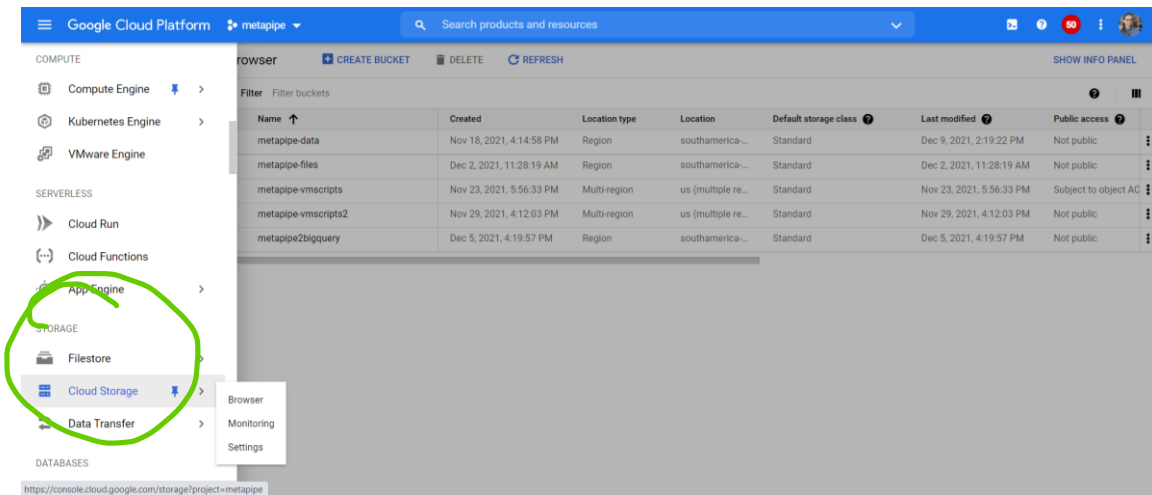 Google Cloud Platform metapipe Search products and resources 50
COMPUTE
Compute Engine
Kubernetes Engine
VMware Engine
SERVERLESS
Cloud Run
Cloud Functions
App Engine
STORAGE
Filestore
Cloud Storage
Data Transfer
DATABASES
Browser
Monitoring
Settings
rowser CREATE BUCKET DELETE REFRESH SHOW INFO PANEL
Filter Filter buckets
Name Created Location type Location Default storage class Last modified Public access
metapipe-data Nov 18, 2021, 4:14:58 PM Region southamerica-... Standard Dec 9, 2021, 2:19:22 PM Not public
metapipe-files Dec 2, 2021, 11:28:19 AM Region southamerica-... Standard Dec 2, 2021, 11:28:19 AM Not public
metapipe-vmscripts Nov 23, 2021, 5:56:33 PM Multi-region us (multiple re... Standard Nov 23, 2021, 5:56:33 PM Subject to object AC
metapipe-vmscripts2 Nov 29, 2021, 4:12:03 PM Multi-region us (multiple re... Standard Nov 29, 2021, 4:12:03 PM Not public
metapipe2bigquery Dec 5, 2021, 4:19:57 PM Region southamerica-... Standard Dec 5, 2021, 4:19:57 PM Not public
https://console.cloud.google.com/storage?project=metapipe